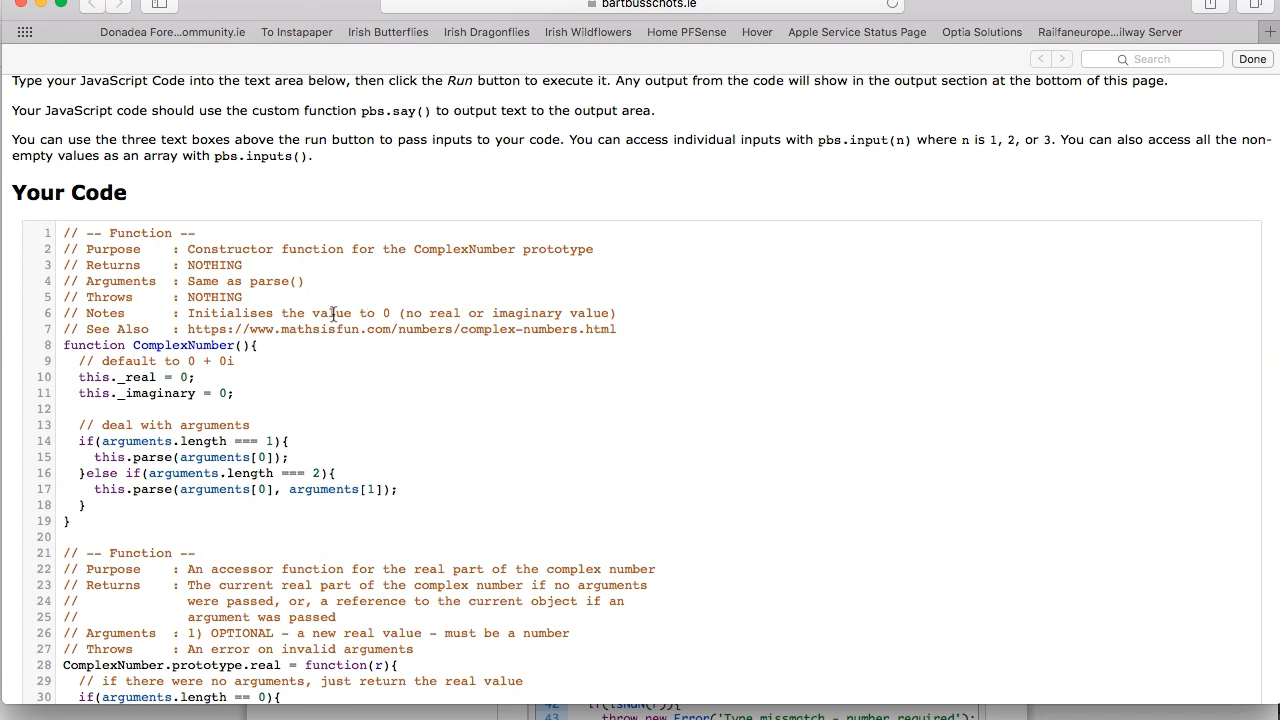 bartbusschots.ie
Donadea Fore...ommunity.ie To Instapaper Irish Butterflies Irish Dragonflies Irish Wildflowers Home PFSense Hover Apple Service Status Page Optia Solutions Railfaneurope...ilway Server
Search Done
Type your JavaScript Code into the text area below, then click the Run button to execute it. Any output from the code will show in the output section at the bottom of this page.
Your JavaScript code should use the custom function pbs.say() to output text to the output area.
You can use the three text boxes above the run button to pass inputs to your code. You can access individual inputs with pbs.input(n) where n is 1, 2, or 3. You can also access all the non-
empty values as an array with pbs.inputs().
Your Code
1 // -- Function --
2 // Purpose : Constructor function for the ComplexNumber prototype
3 // Returns : NOTHING
4 // Arguments : Same as parse()
5 // Throws : NOTHING
6 // Notes : Initialises the value to 0 (no real or imaginary value)
7 // See Also : https://www.mathsisfun.com/numbers/complex-numbers.html
8 function ComplexNumber(){
9 // default to 0 + 0i
10 this._real = 0;
11 this._imaginary = 0;
12
13 // deal with arguments
14 if(arguments.length === 1){
15 this.parse(arguments[0]);
16 }else if(arguments.length === 2){
17 this.parse(arguments[0], arguments[1]);
18 }
19 }
20
21 // -- Function --
22 // Purpose : An accessor function for the real part of the complex number
23 // Returns : The current real part of the complex number if no arguments
24 // were passed, or, a reference to the current object if an
25 // argument was passed
26 // Arguments : 1) OPTIONAL - a new real value - must be a number
27 // Throws : An error on invalid arguments
28 ComplexNumber.prototype.real = function(r){
29 // if there were no arguments, just return the real value
30 if(arguments.length == 0){
42 if(isNaN(r)){
43 throw new Error('Type missmatch - number required');